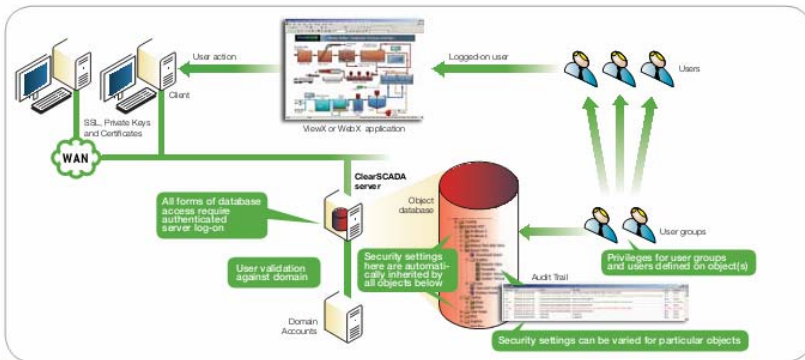 User action
Logged-on user
Users
Client
ViewX or WebX application
SSL, Private Keys
and Certificates
WAN
ClearSCADA
server
All forms of database
access require
authenticated
server log-on
Object
database
User groups
Security settings
here are automati-
cally inherited by
all objects below
Privileges for user groups
and users defined on object(s)
User validation
against domain
Audit Trail
Domain
Accounts
Security settings can be varied for particular objects